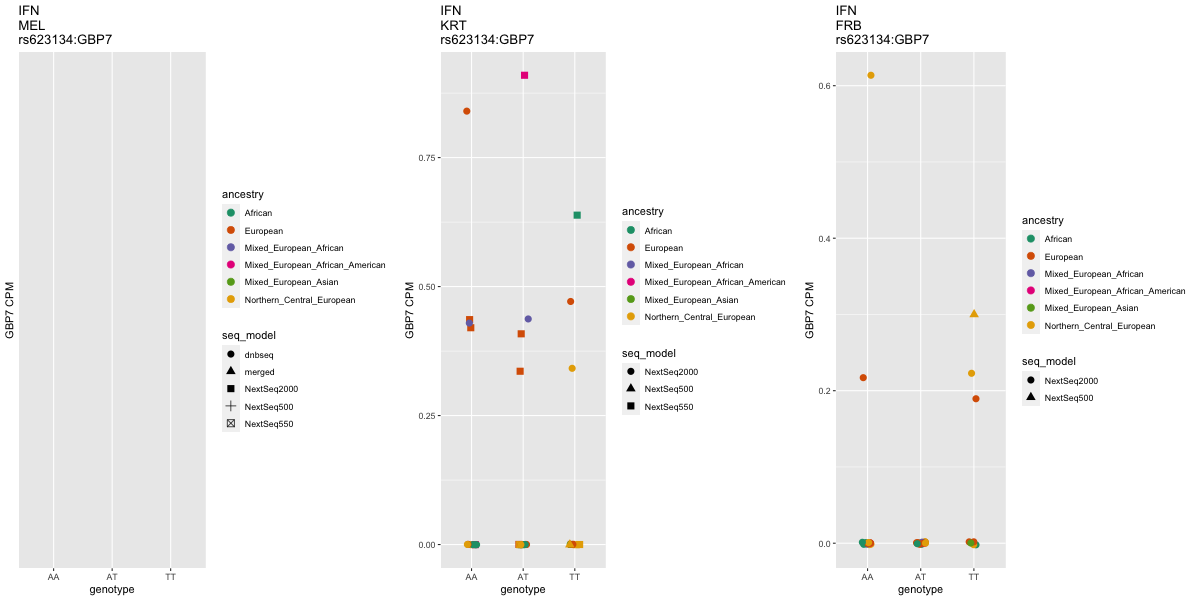 IFN
MEL
rs623134:GBP7
GBP7 CPM
AA
AT
TT
genotype
ancestry
African
European
Mixed_European_African
Mixed_European_African_American
Mixed_European_Asian
Northern_Central_European
seq_model
dnbseq
merged
NextSeq2000
NextSeq500
NextSeq550
IFN
KRT
rs623134:GBP7
GBP7 CPM
0.75
0.50
0.25
0.00
AA
AT
TT
genotype
ancestry
African
European
Mixed_European_African
Mixed_European_African_American
Mixed_European_Asian
Northern_Central_European
seq_model
NextSeq2000
NextSeq500
NextSeq550
IFN
FRB
rs623134:GBP7
GBP7 CPM
0.6
0.4
0.2
0.0
AA
AT
TT
genotype
ancestry
African
European
Mixed_European_African
Mixed_European_African_American
Mixed_European_Asian
Northern_Central_European
seq_model
NextSeq2000
NextSeq500